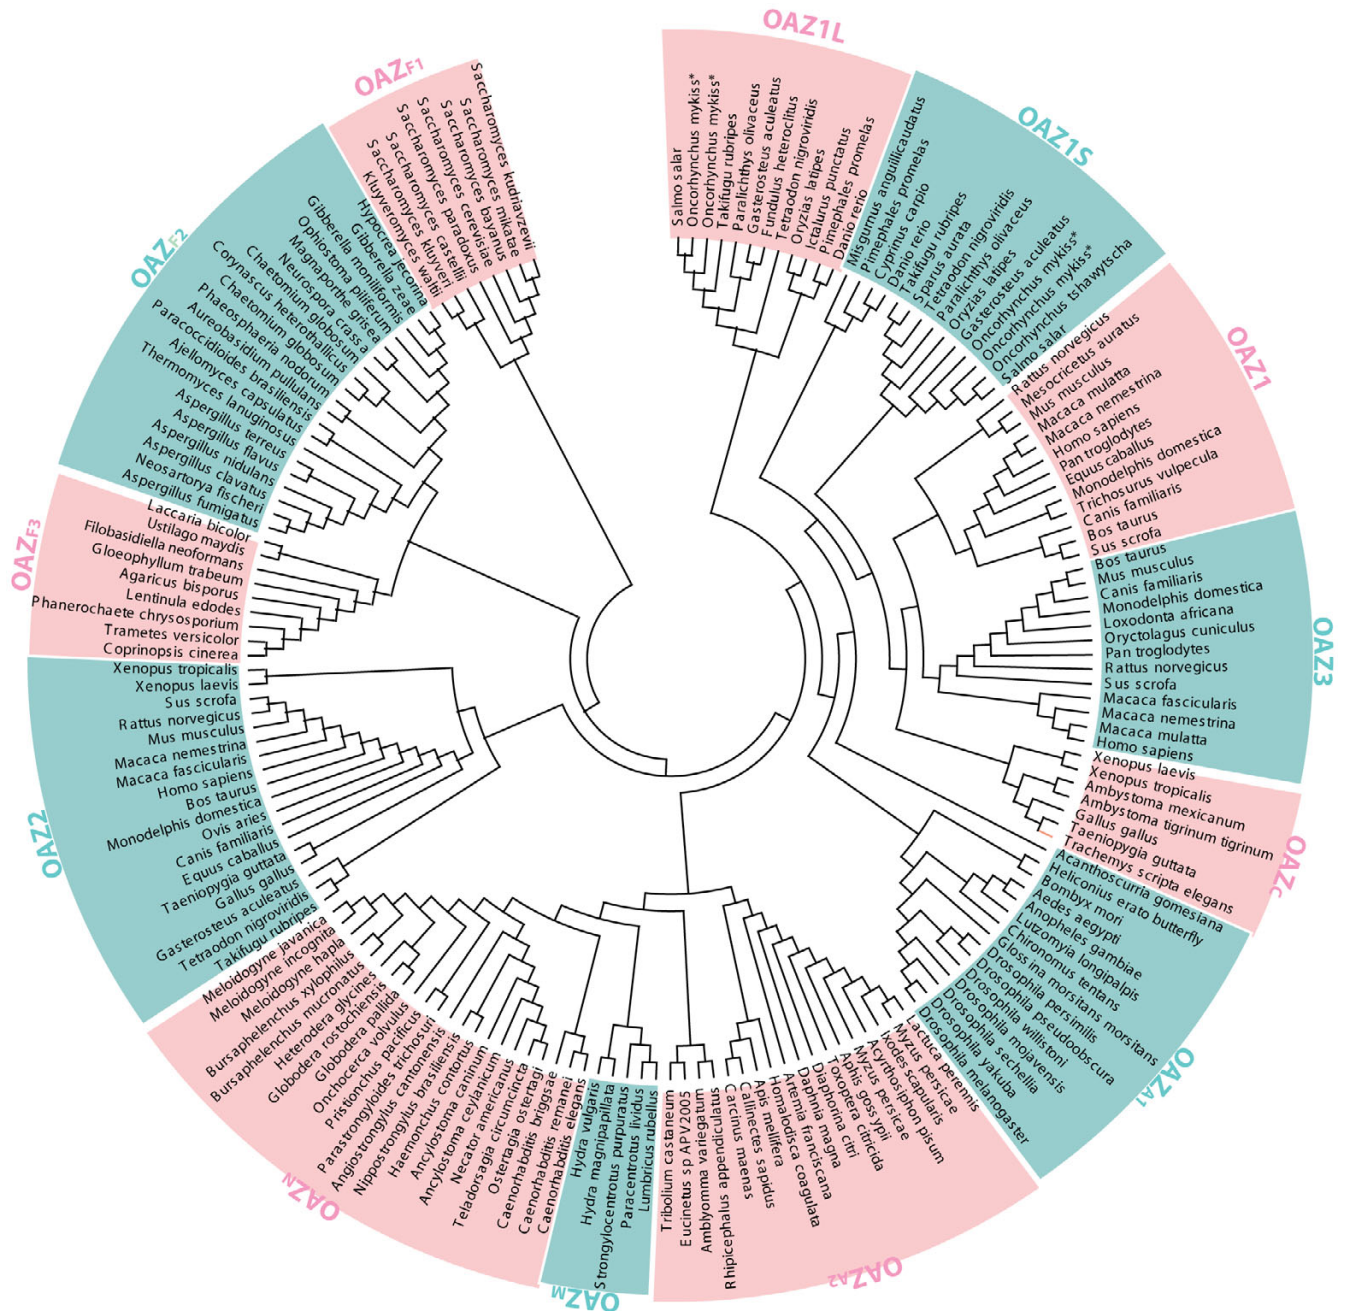 OAZ1L
Salmo salar
Oncorhynchus mykiss*
Oncorhynchus mykiss*
Takifugu rubripes
Paralichthys olivaceus
Gasterosteus aculeatus
Fundulus heteroclitus
Tetraodon nigroviridis
Oryzias latipes
Ictalurus punctatus
Pimephales promelas
Danio rerio
OAZ1S
Misgurnus anguillicaudatus
Pimephales promelas
Cyprinus carpio
Danio rerio
Takifugu rubripes
Sparus aurata
Tetraodon nigroviridis
Paralichthys olivaceus
Oryzias latipes
Gasterosteus aculeatus
Oncorhynchus mykiss*
Oncorhynchus mykiss*
Oncorhynchus tshawytscha
Salmo salar
OAZ1
Rattus norvegicus
Mesocricetus auratus
Mus musculus
Macaca mulatta
Macaca nemestrina
Homo sapiens
Pan troglodytes
Equus caballus
Monodelphis domestica
Trichosurus vulpecula
Canis familiaris
Bos taurus
Sus scrofa
OAZ3
Bos taurus
Mus musculus
Canis familiaris
Monodelphis domestica
Loxodonta africana
Oryctolagus cuniculus
Pan troglodytes
Rattus norvegicus
Sus scrofa
Macaca fascicularis
Macaca nemestrina
Macaca mulatta
Homo sapiens
OAZC
Xenopus laevis
Xenopus tropicalis
Ambystoma mexicanum
Ambystoma tigrinum tigrinum
Gallus gallus
Taeniopygia guttata
Trachemys scripta elegans
OAZA1
Acanthoscurria gomesiana
Heliconius erato butterfly
Bombyx mori
Aedes aegypti
Anopheles gambiae
Lutzomyia longipalpis
Chironomus tentans
Glossina morsitans morsitans
Drosophila persimilis
Drosophila pseudoobscura
Drosophila willistoni
Drosophila mojavensis
Drosophila sechellia
Drosophila yakuba
Drosophila melanogaster
OAZA2
Lactuca perennis
Myzus persicae
Ixodes scapularis
Acyrthosiphon pisum
Myzus persicae
Aphis gossypii
Toxoptera citricida
Diaphorina citri
Daphnia magna
Artemia franciscana
Homalodisca coagulata
Apis mellifera
Callinectes sapidus
Carcinus maenas
Rhipicephalus appendiculatus
Amblyomma variegatum
Eucinetus sp APV2005
Tribolium castaneum
OAZM
Lumbricus rubellus
Paracentrotus lividus
Strongylocentrotus purpuratus
Hydra magnipapillata
Hydra vulgaris
OAZN
Caenorhabditis elegans
Caenorhabditis remanei
Caenorhabditis briggsae
Ostertagia ostertagi
Teladorsagia circumcincta
Necator americanus
Ancylostoma ceylanicum
Ancylostoma caninum
Haemonchus contortus
Nippostrongylus brasiliensis
Angiostrongylus cantonensis
Parastrongyloides trichosuri
Pristionchus pacificus
Onchocerca volvulus
Globodera pallida
Globodera rostochiensis
Heterodera glycines
Bursaphelenchus mucronatus
Bursaphelenchus xylophilus
Meloidogyne hapla
Meloidogyne incognita
Meloidogyne javanica
OAZ2
Takifugu rubripes
Tetraodon nigroviridis
Gasterosteus aculeatus
Gallus gallus
Taeniopygia guttata
Equus caballus
Canis familiaris
Ovis aries
Monodelphis domestica
Bos taurus
Homo sapiens
Macaca fascicularis
Macaca nemestrina
Mus musculus
Rattus norvegicus
Sus scrofa
Xenopus laevis
Xenopus tropicalis
OAZF3
Coprinopsis cinerea
Trametes versicolor
Phanerochaete chrysosporium
Lentinula edodes
Agaricus bisporus
Gloeophyllum trabeum
Filobasidiella neoformans
Ustilago maydis
Laccaria bicolor
OAZF2
Aspergillus fumigatus
Neosartorya fischeri
Aspergillus clavatus
Aspergillus nidulans
Aspergillus flavus
Aspergillus terreus
Thermomyces lanuginosus
Ajellomyces capsulatus
Paracoccidioides brasiliensis
Aureobasidium pullulans
Phaeosphaeria nodorum
Chaetomium globosum
Corynascus heterothallicus
Chaetomium globosum
Neurospora crassa
Magnaporthe grisea
Ophiostoma piliferum
Gibberella moniliformis
Gibberella zeae
Hypocrea jecorina
OAZF1
Kluyveromyces waltii
Saccharomyces kluyveri
Saccharomyces castellii
Saccharomyces paradoxus
Saccharomyces cerevisiae
Saccharomyces bayanus
Saccharomyces mikatae
Saccharomyces kudriavzevii